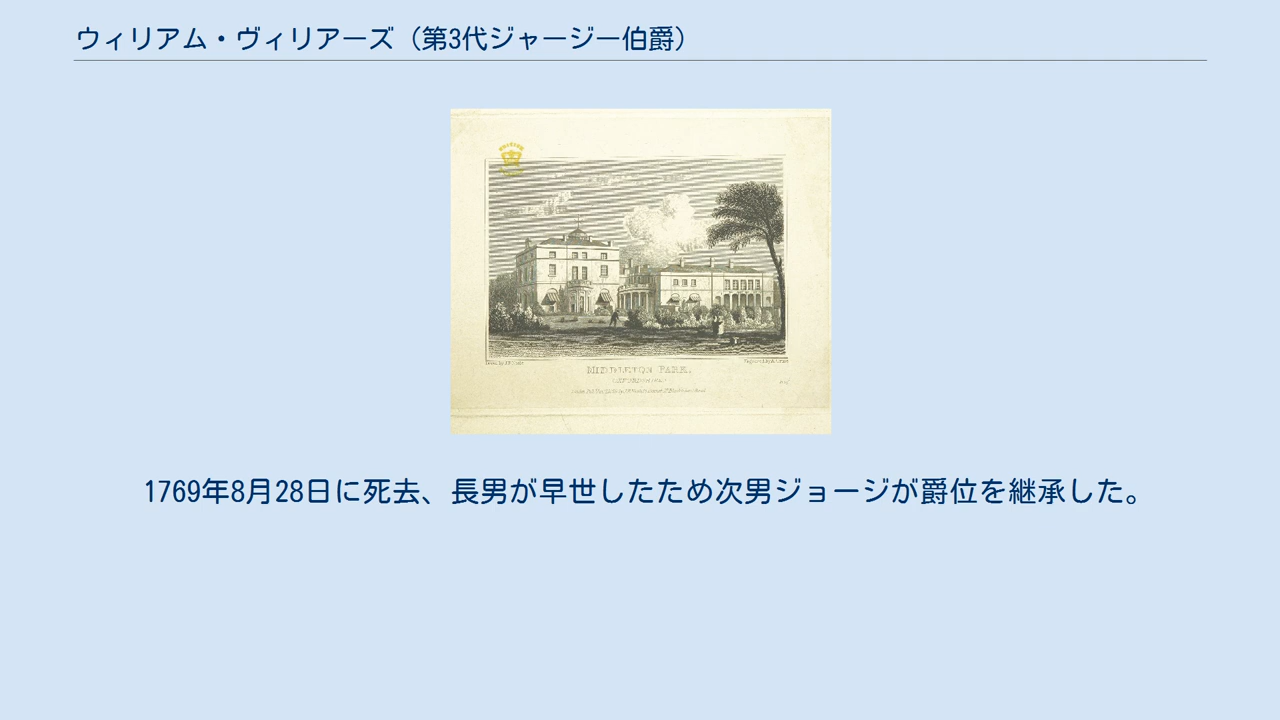 ウィリアム・ヴィリアーズ（第3代ジャージー伯爵）
MIDDLETON PARK.
1769年8月28日に死去、長男が早世したため次男ジョージが爵位を継承した。